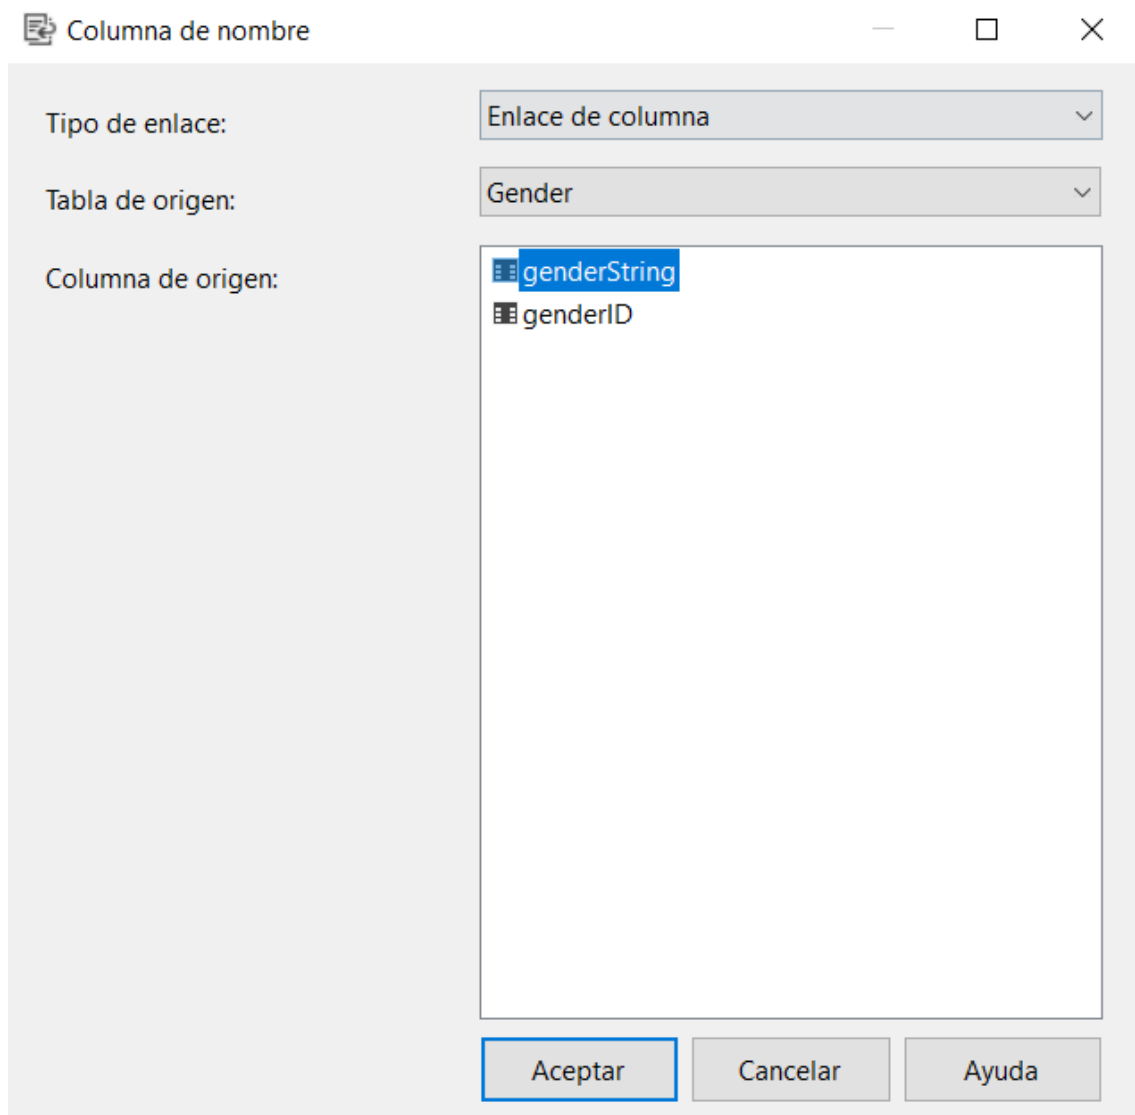 Columna de nombre
Tipo de enlace:
Enlace de columna
Tabla de origen:
Gender
Columna de origen:
genderString
genderID
Aceptar
Cancelar
Ayuda